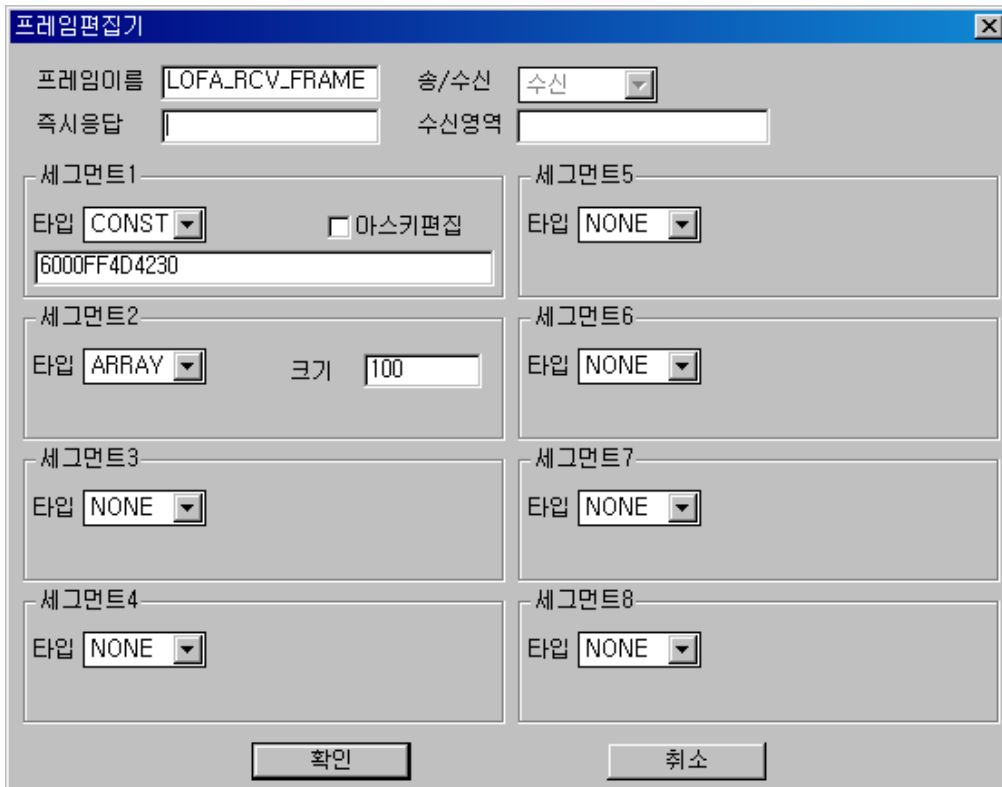 프레임편집기
프레임이름 LOFA_RCV_FRAME 송/수신 수신
즉시응답 수신영역
세그먼트1
타입 CONST 아스키편집
6000FF4D4230
세그먼트5
타입 NONE
세그먼트2
타입 ARRAY 크기 100
세그먼트6
타입 NONE
세그먼트3
타입 NONE
세그먼트7
타입 NONE
세그먼트4
타입 NONE
세그먼트8
타입 NONE
확인 취소